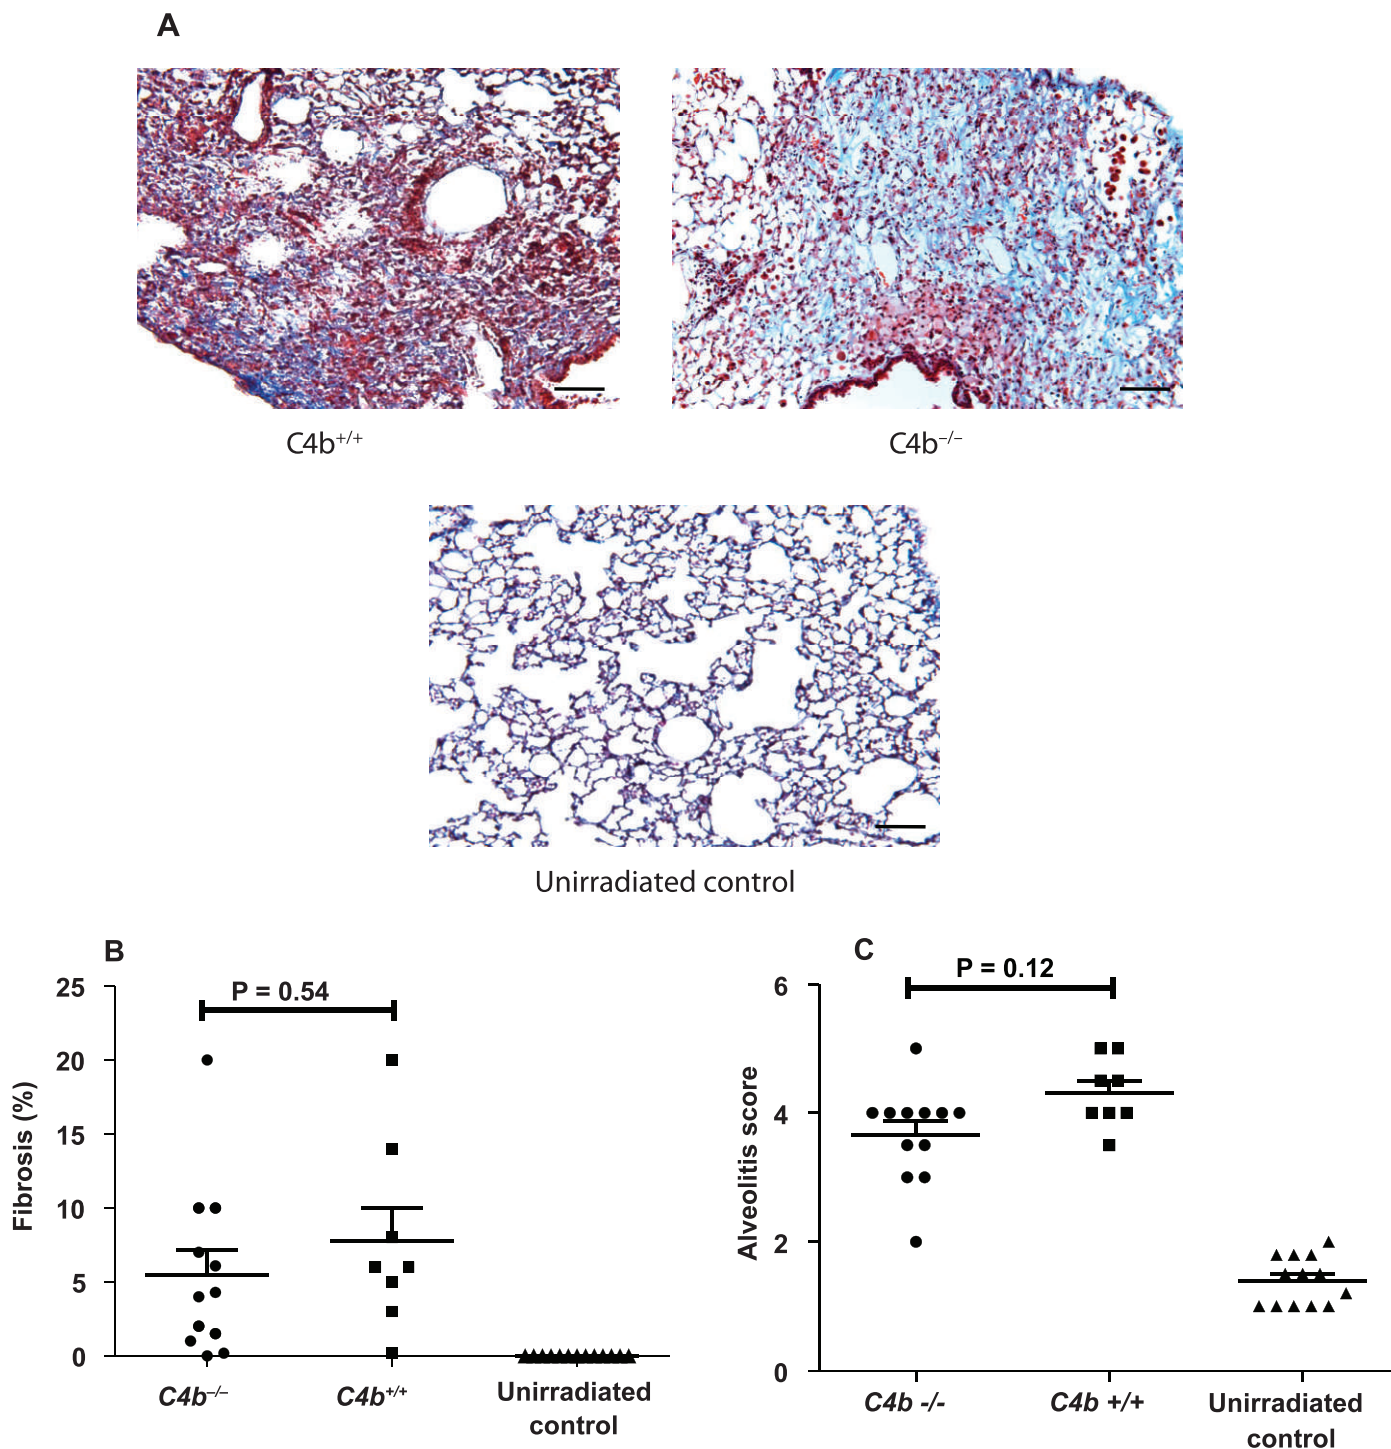 A
C4b+/+
C4b–/–
Unirradiated control
B
P = 0.54
25
20
15
10
5
0
Fibrosis (%)
C4b–/–
C4b+/+
Unirradiated
control
C
P = 0.12
6
4
2
0
Alveolitis score
C4b -/-
C4b +/+
Unirradiated
control